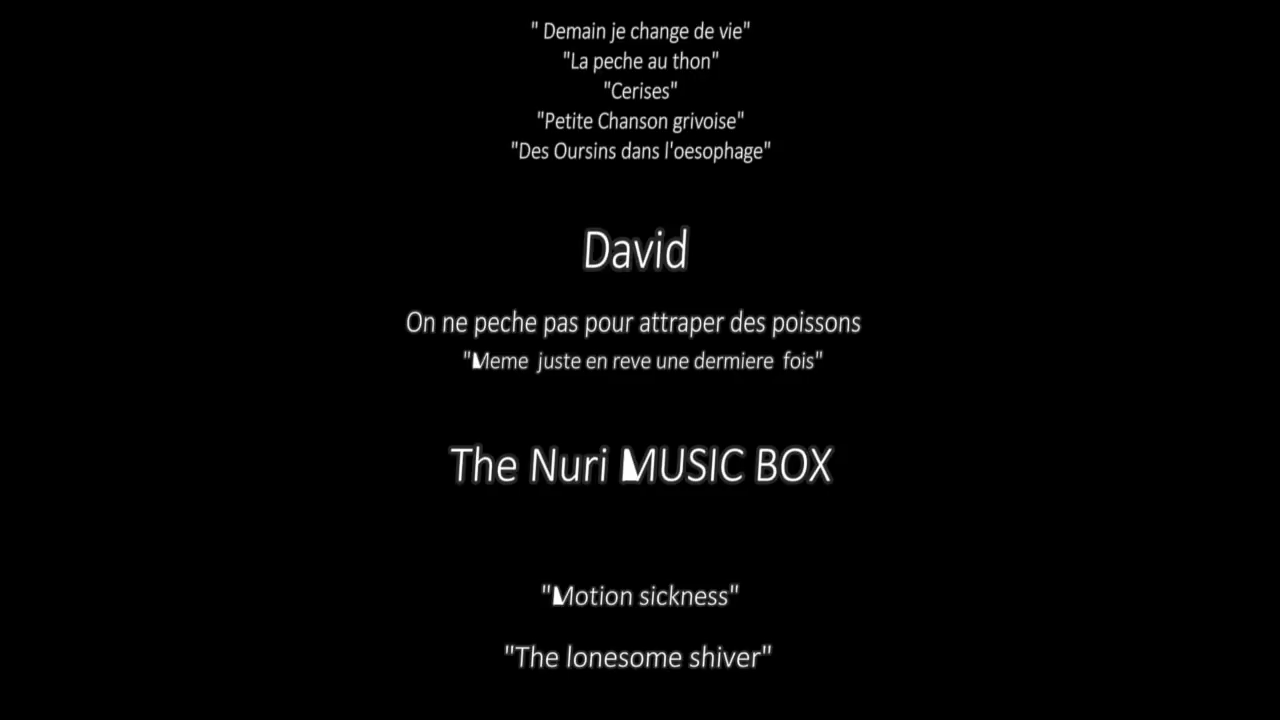 " Demain je change de vie"
"La peche au thon"
"Cerises"
"Petite Chanson grivoise"
"Des Oursins dans l'oesophage"
David
On ne peche pas pour attraper des poissons
"Meme juste en reve une dermiere fois"
The Nuri MUSIC BOX
"Motion sickness"
"The lonesome shiver"